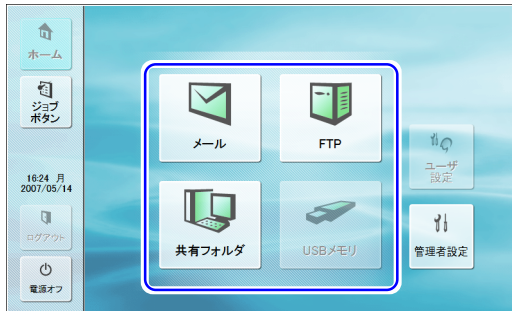 ホーム
ジョブ
ボタン
16:24 月
2007/05/14
ログアウト
電源オフ
メール
FTP
共有フォルダ
USBメモリ
ユーザ
設定
管理者設定